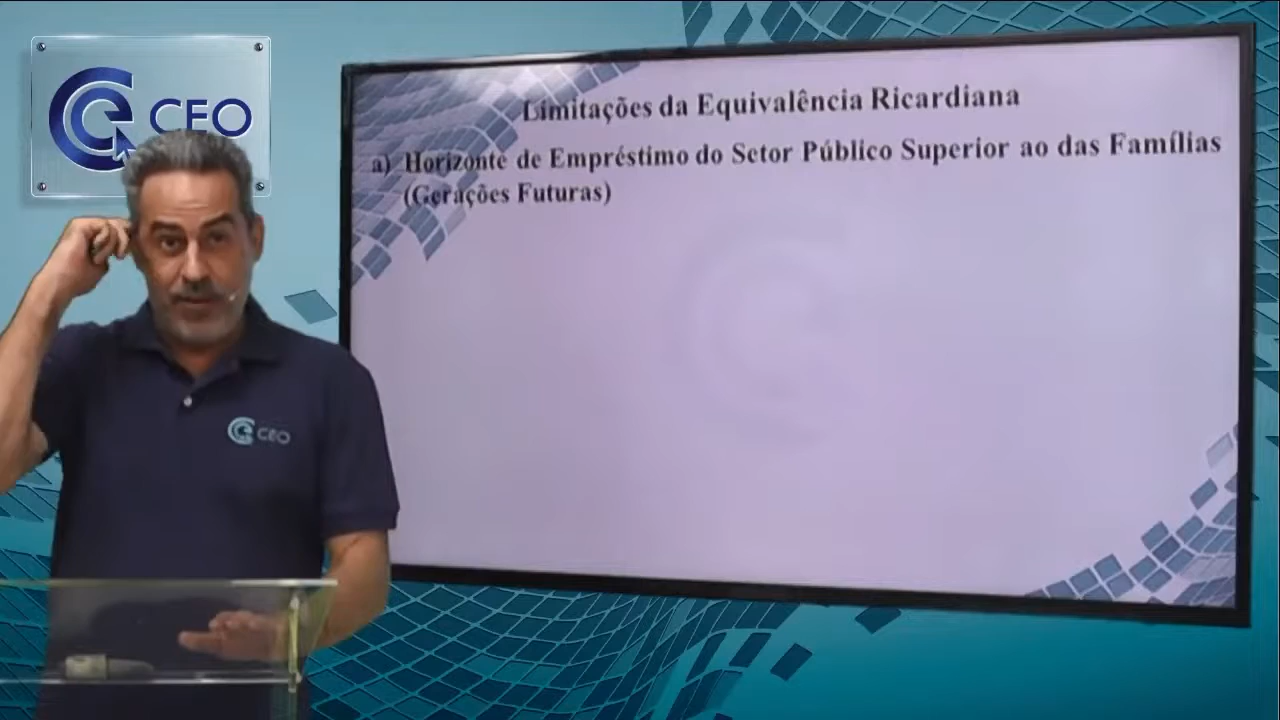 CEO
Limitações da Equivalência Ricardiana
a) Horizonte de Empréstimo do Setor Público Superior ao das Famílias
(Gerações Futuras)
CEO